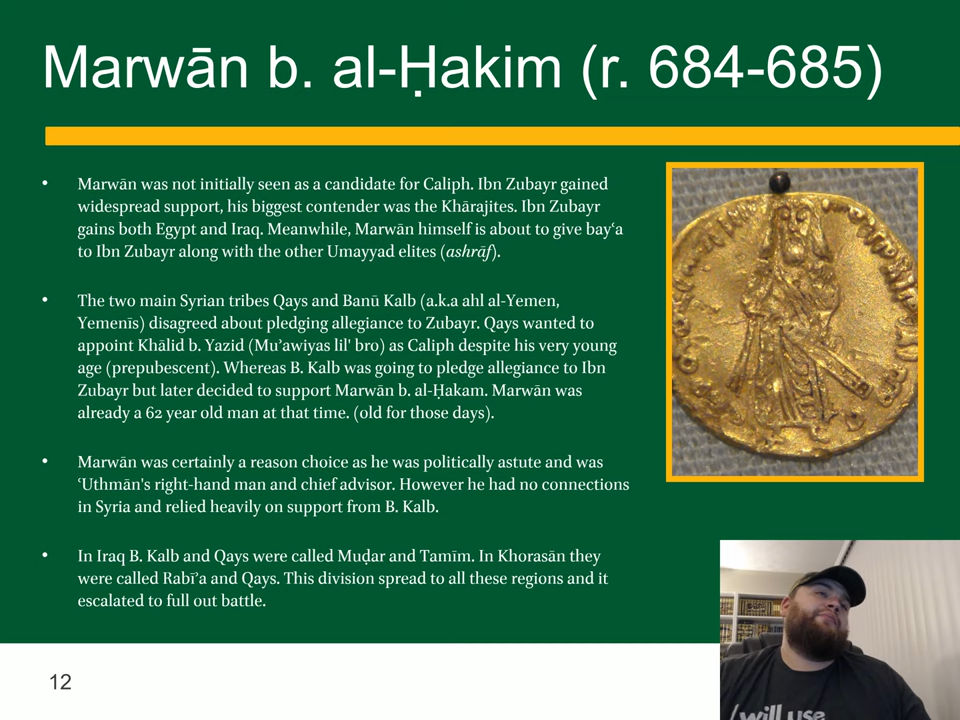 Marwān b. al-Ḥakim (r. 684-685)
• Marwān was not initially seen as a candidate for Caliph. Ibn Zubayr gained
widespread support, his biggest contender was the Khārajites. Ibn Zubayr
gains both Egypt and Iraq. Meanwhile, Marwān himself is about to give bayʿa
to Ibn Zubayr along with the other Umayyad elites (ashrāf).
• The two main Syrian tribes Qays and Banū Kalb (a.k.a ahl al-Yemen,
Yemenīs) disagreed about pledging allegiance to Zubayr. Qays wanted to
appoint Khālid b. Yazid (Mu’awiyas lil' bro) as Caliph despite his very young
age (prepubescent). Whereas B. Kalb was going to pledge allegiance to Ibn
Zubayr but later decided to support Marwān b. al-Ḥakam. Marwān was
already a 62 year old man at that time. (old for those days).
• Marwān was certainly a reason choice as he was politically astute and was
ʿUthmān's right-hand man and chief advisor. However he had no connections
in Syria and relied heavily on support from B. Kalb.
• In Iraq B. Kalb and Qays were called Muḍar and Tamīm. In Khorasān they
were called Rabī’a and Qays. This division spread to all these regions and it
escalated to full out battle.
12
I will use